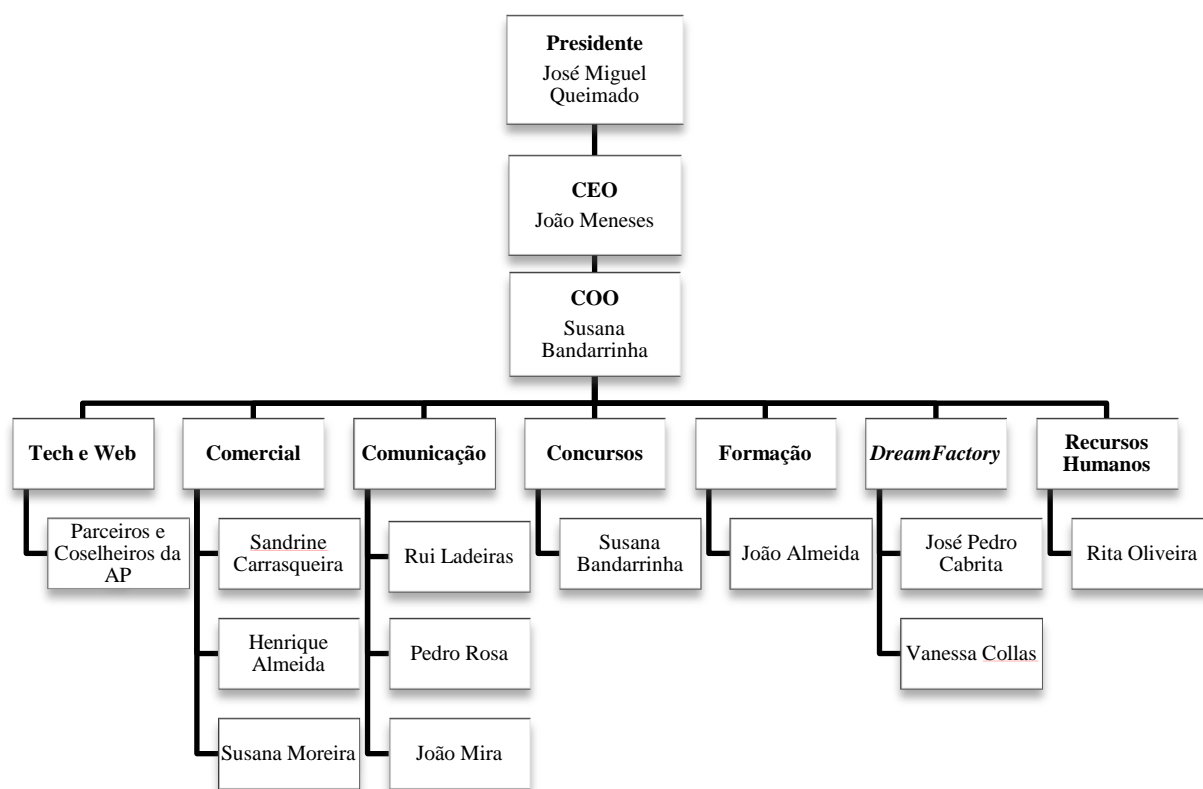 Presidente
José Miguel
Queimado
CEO
João Meneses
COO
Susana
Bandarrinha
Tech e Web
Parceiros e
Coselheiros da
AP
Comercial
Sandrine
Carrasqueira
Henrique
Almeida
Susana Moreira
Comunicação
Rui Ladeiras
Pedro Rosa
João Mira
Concursos
Susana
Bandarrinha
Formação
João Almeida
DreamFactory
José Pedro
Cabrita
Vanessa Collas
Recursos
Humanos
Rita Oliveira